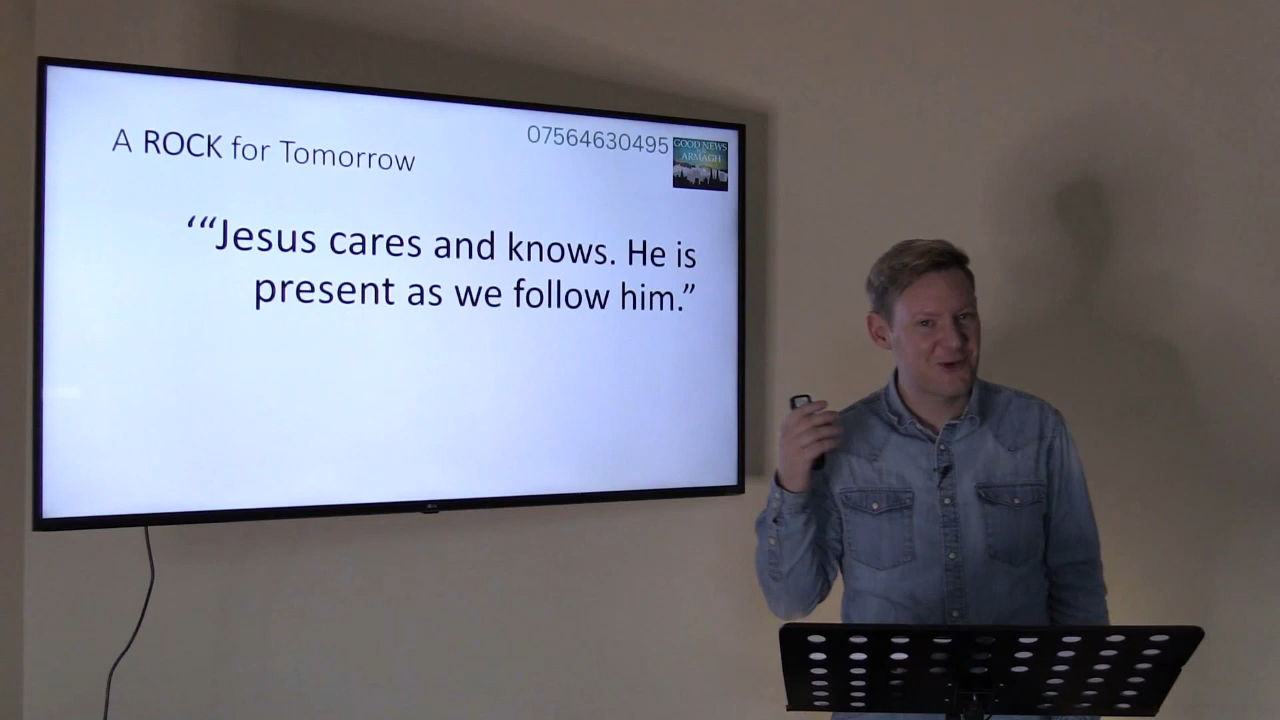 A ROCK for Tomorrow
07564630495
GOOD NEWS
ARMAGH
‘“Jesus cares and knows. He is
present as we follow him.”